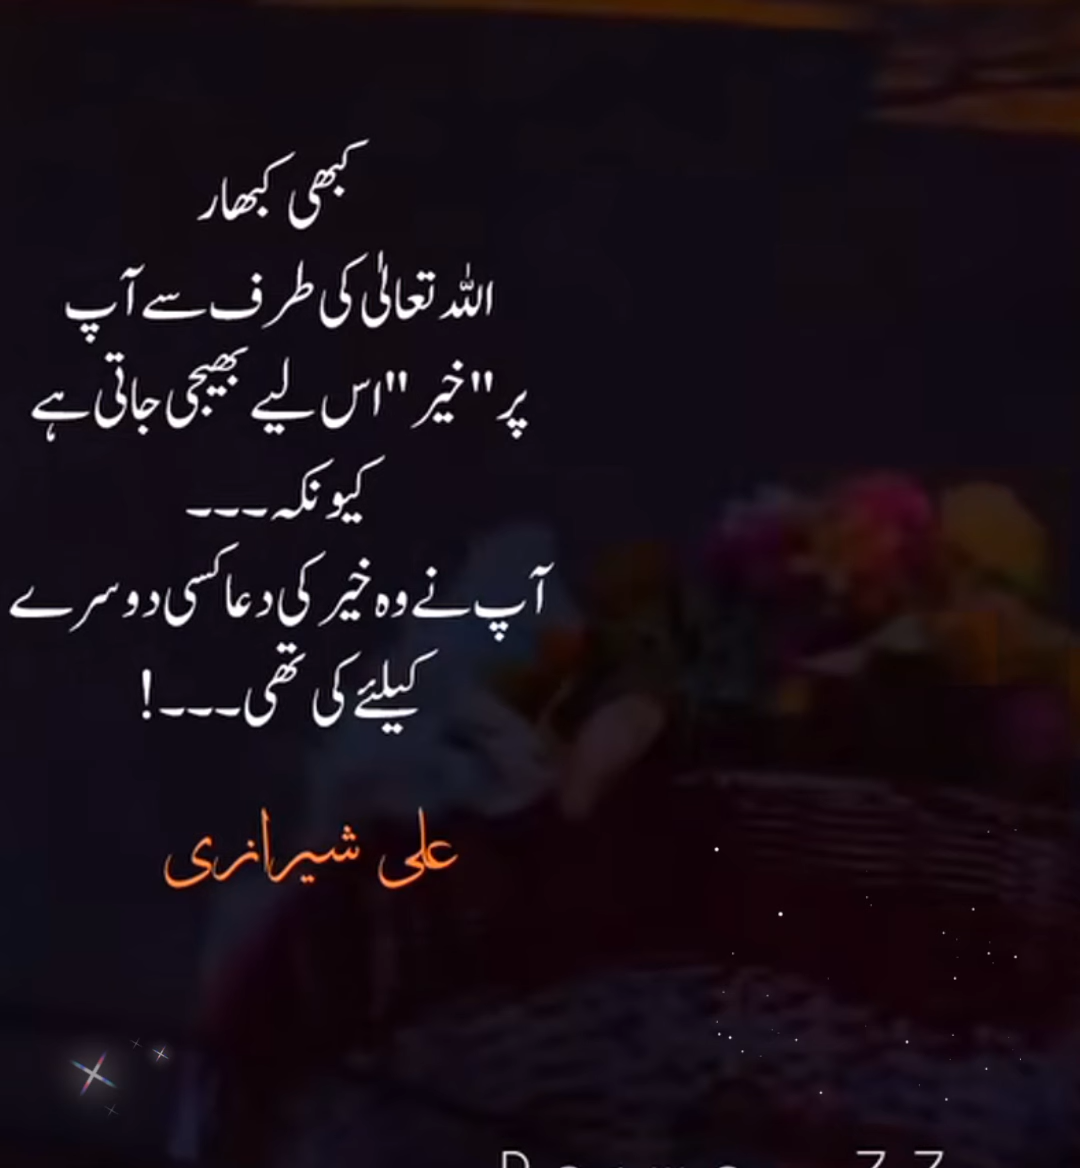 کبھی کبھار
اللہ تعالیٰ کی طرف سے آپ
پر "خیر" اس لیے بھیجی جاتی ہے
کیونکہ۔۔۔
آپ نے وہ خیر کی دعا کسی دوسرے
کیلئے کی تھی۔۔۔!
علی شیرازی